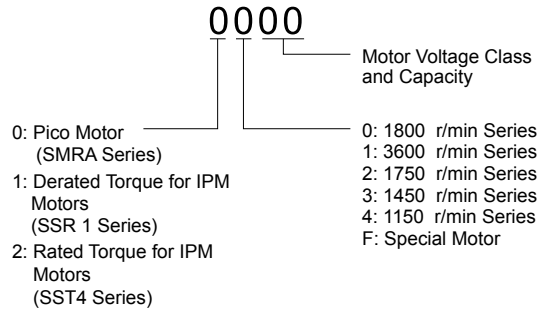 0000
Motor Voltage Class
and Capacity
0: Pico Motor
(SMRA Series)
1: Derated Torque for IPM
Motors
(SSR 1 Series)
2: Rated Torque for IPM
Motors
(SST4 Series)
0: 1800 r/min Series
1: 3600 r/min Series
2: 1750 r/min Series
3: 1450 r/min Series
4: 1150 r/min Series
F: Special Motor